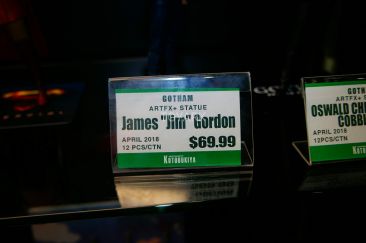 GOTHAM
ARTFX+ STATUE
James "Jim" Gordon
APRIL 2018
12 PCS/CTN
$69.99
KOTOBUKIYA
GOTHAM
ARTFX+
OSWALD
COBB
APRIL 2018
12 PCS/CTN